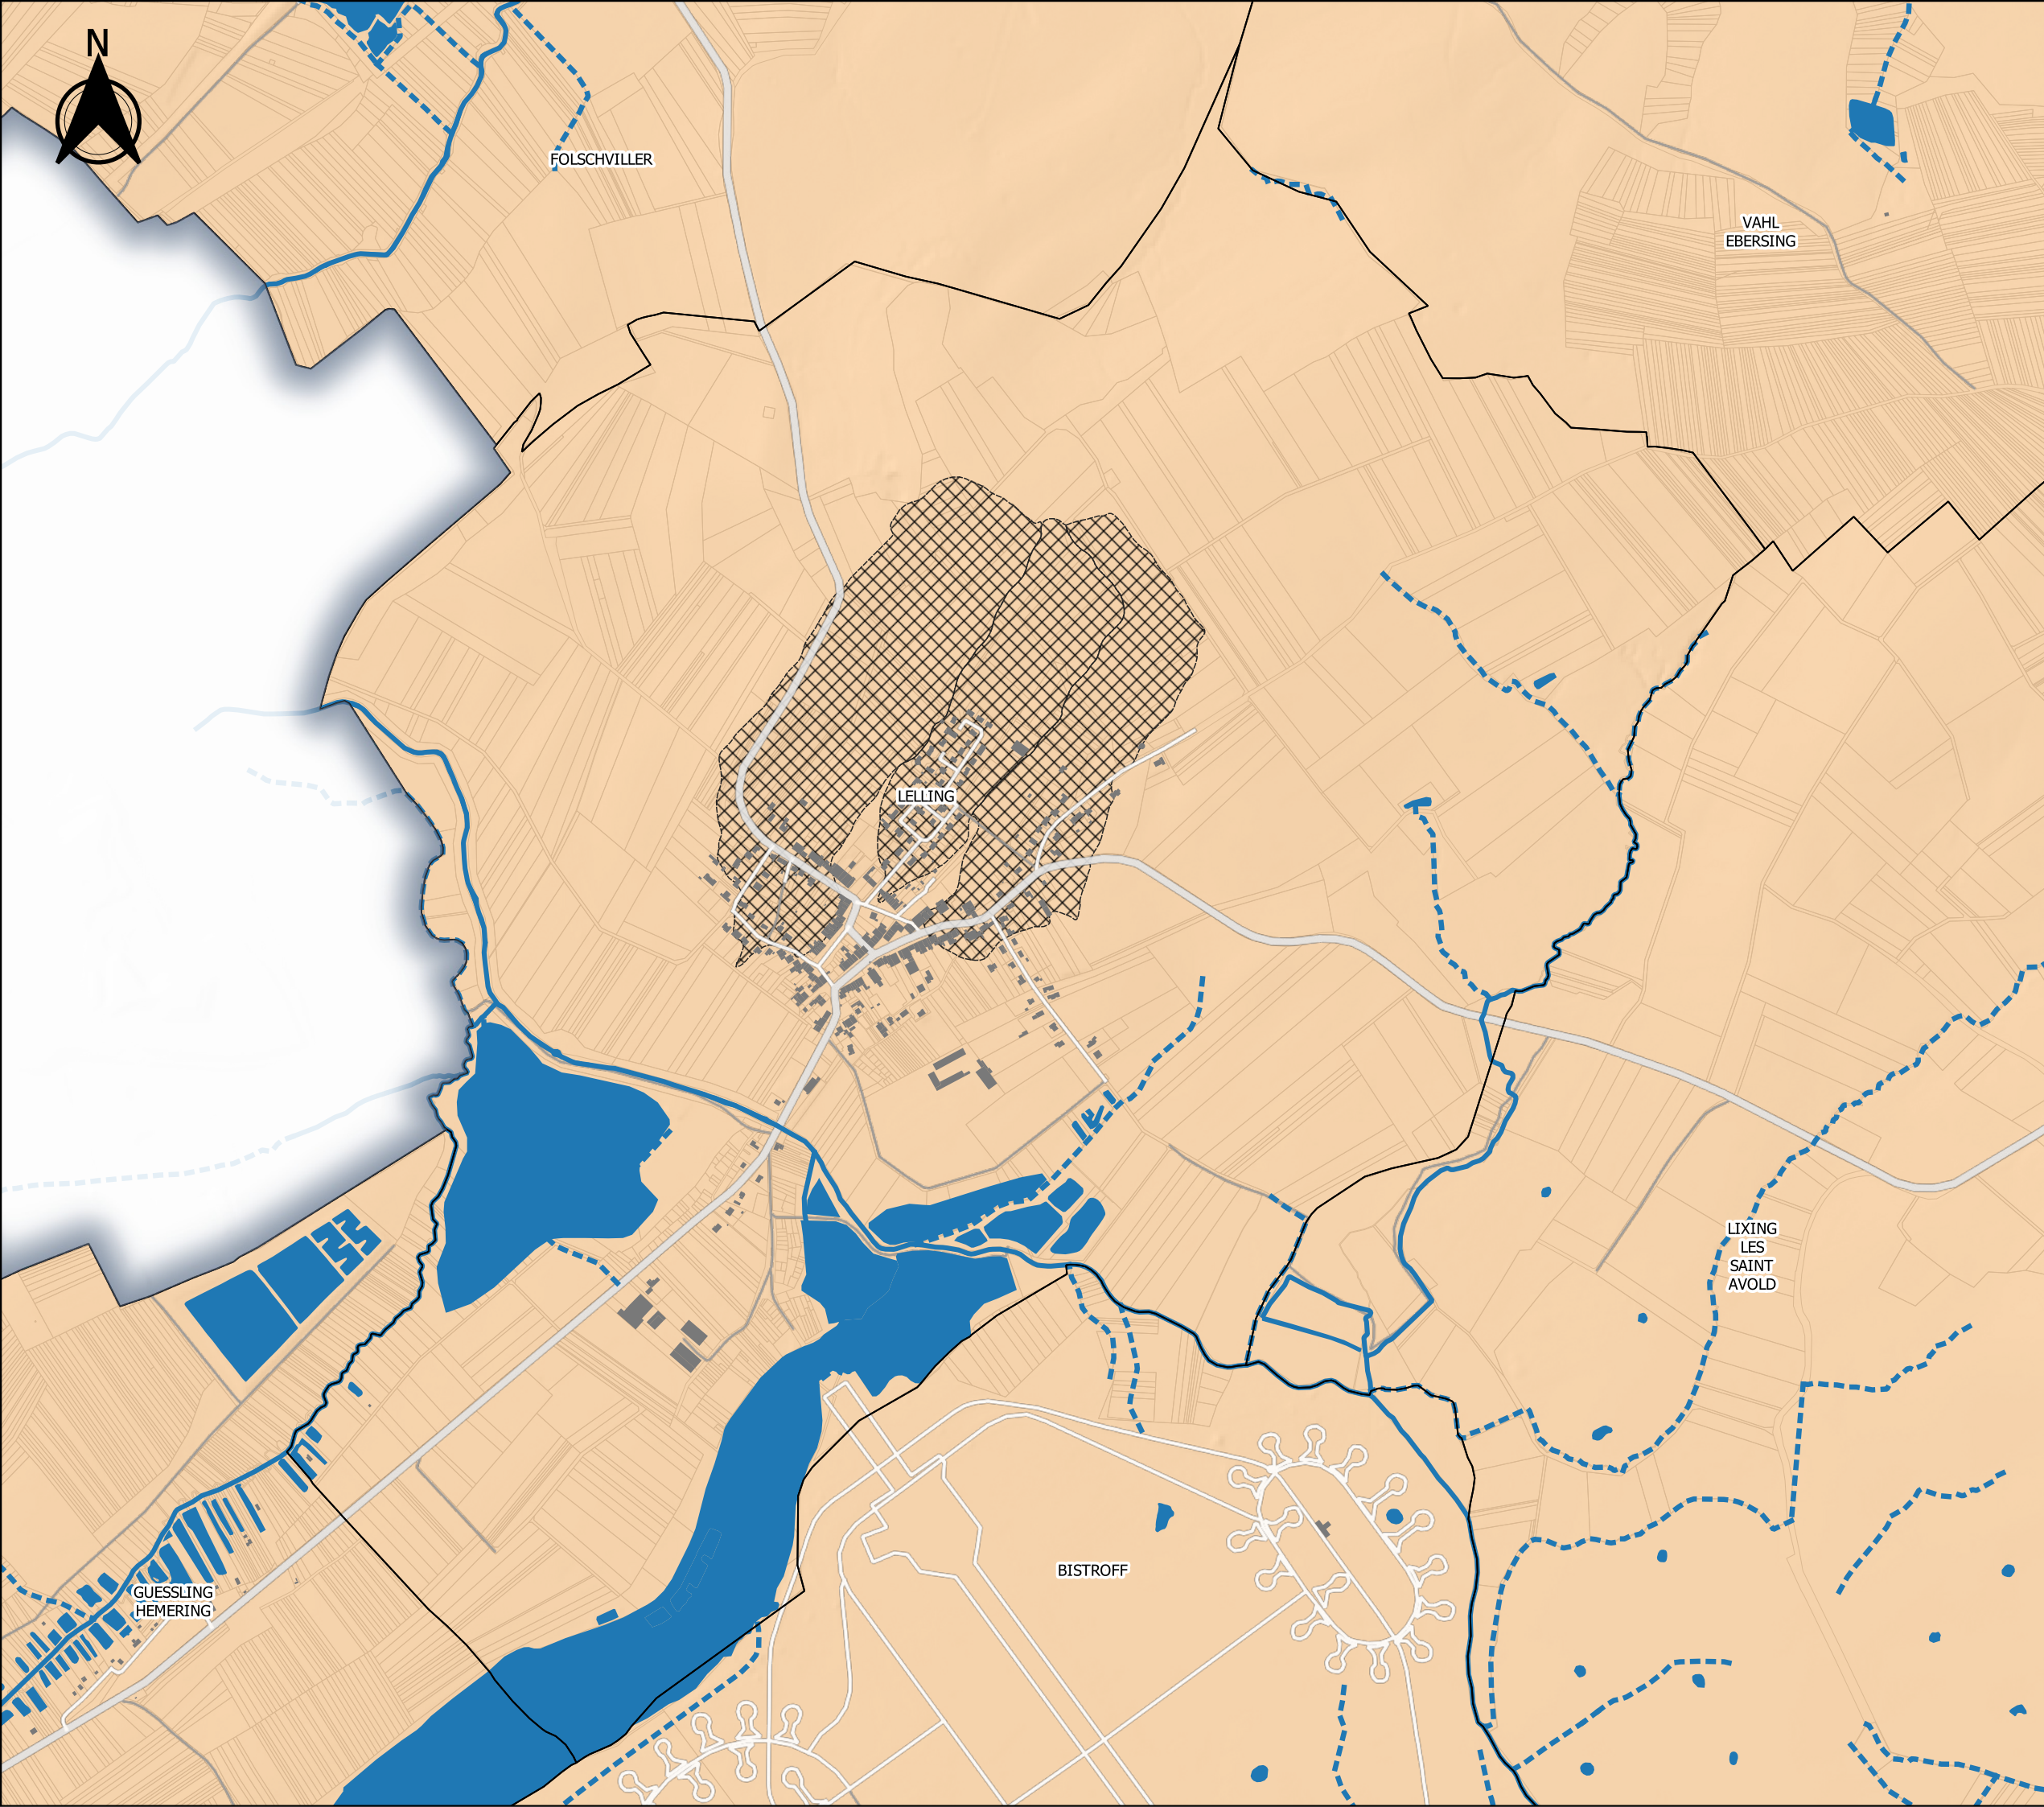 N
FOLSCHVILLER
VAHL
EBERSING
LELLING
LIXING
LES
SAINT
AVOLD
BISTROFF
GUESSLING
HEMERING